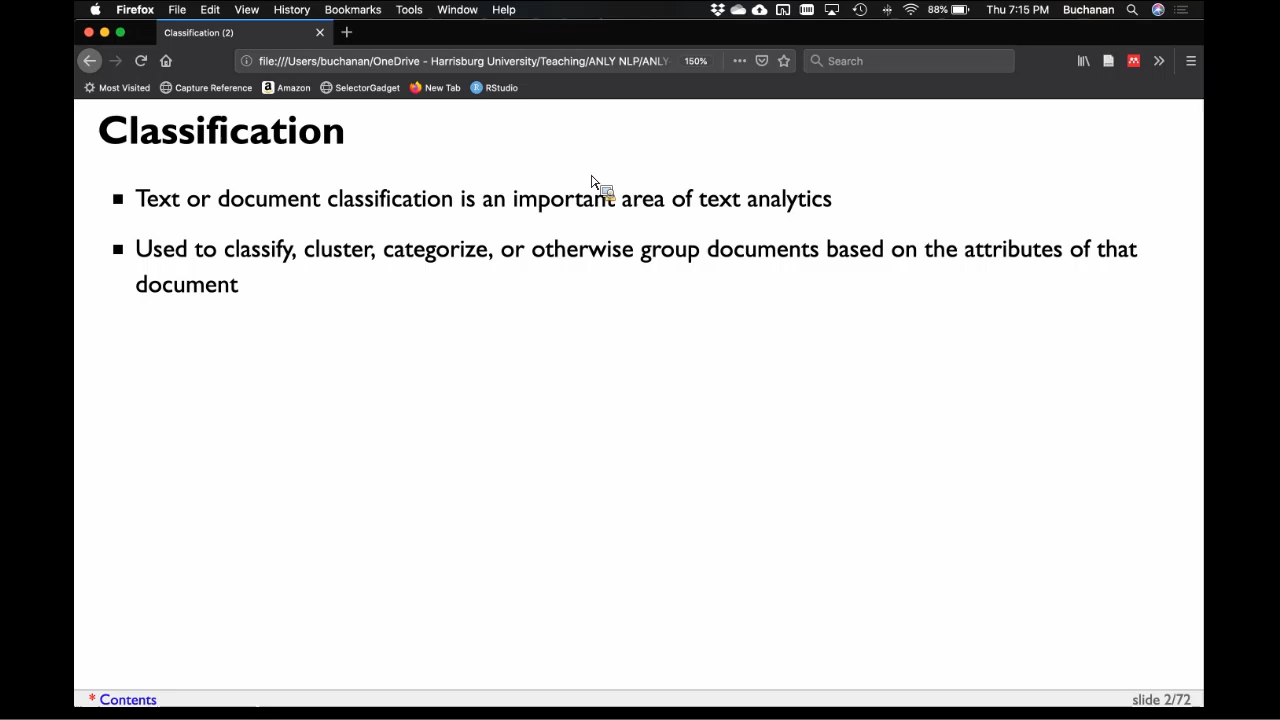 Firefox File Edit View History Bookmarks Tools Window Help 88% Thu 7:15 PM Buchanan
Classification (2)
file:///Users/buchanan/OneDrive - Harrisburg University/Teaching/ANLY NLP/ANLY 150% Search
Most Visited Capture Reference Amazon SelectorGadget New Tab RStudio
Classification
Text or document classification is an important area of text analytics
Used to classify, cluster, categorize, or otherwise group documents based on the attributes of that
document
* Contents slide 2/72